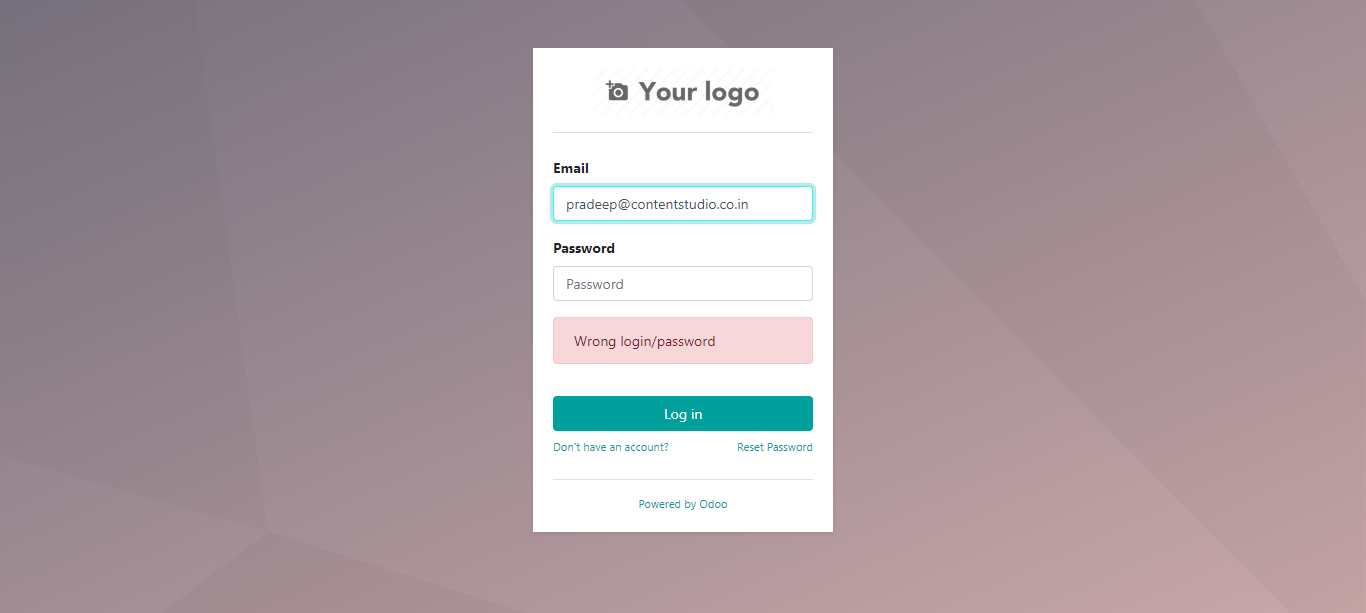 Your logo
Email
pradeep@contentstudio.co.in
Password
Password
Wrong login/password
Log in
Don't have an account? Reset Password
Powered by Odoo